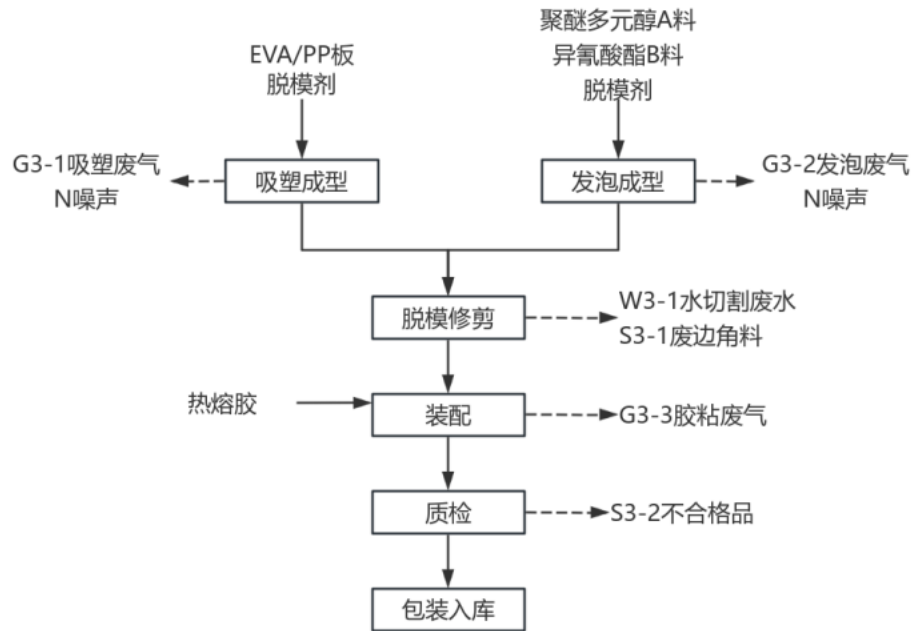 聚醚多元醇A料
异氰酸酯B料
脱模剂
EVA/PP板
脱模剂
G3-1吸塑废气
N噪声
吸塑成型
发泡成型
G3-2发泡废气
N噪声
脱模修剪
W3-1水切割废水
S3-1废边角料
热熔胶
装配
G3-3胶粘废气
质检
S3-2不合格品
包装入库